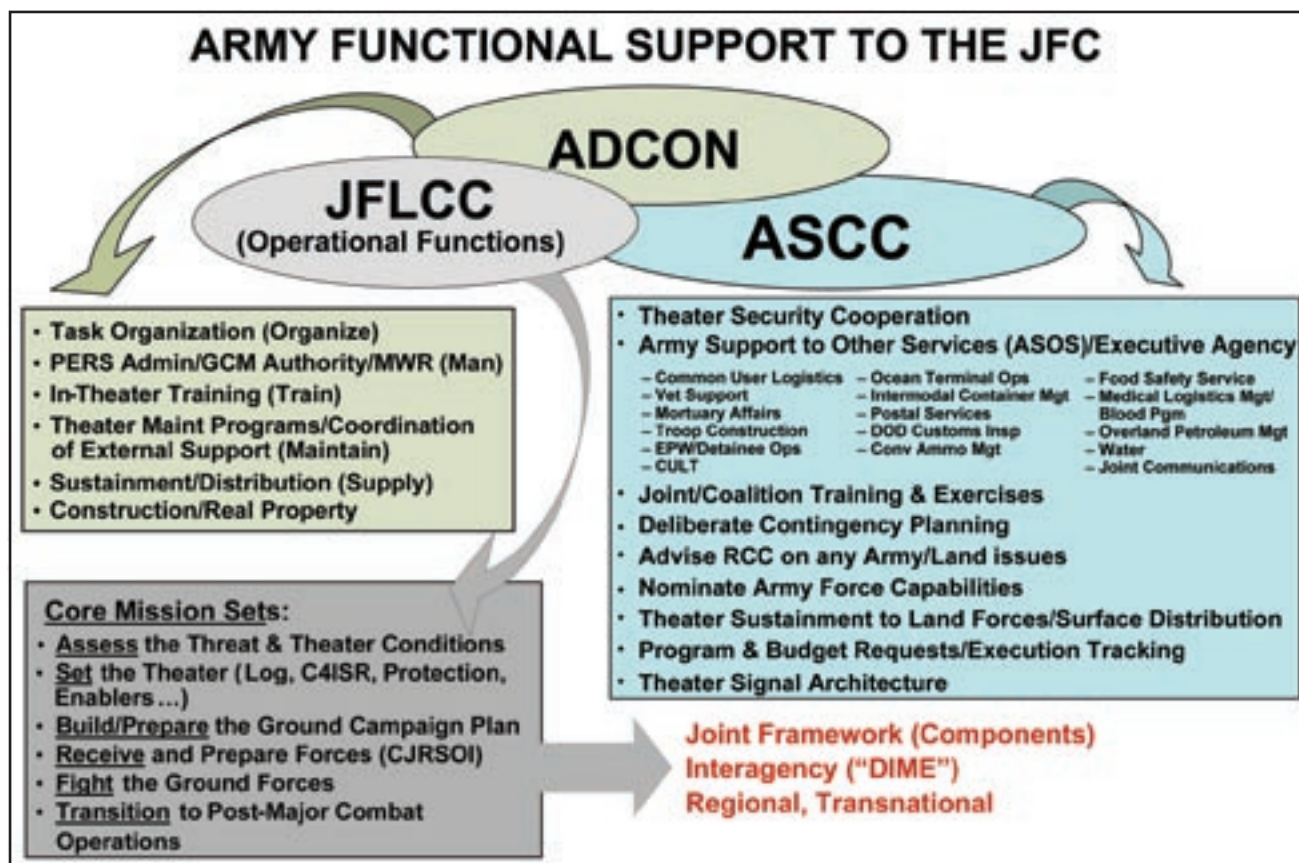 ARMY FUNCTIONAL SUPPORT TO THE JFC
ADCON
JFLCC
(Operational Functions)
ASCC
• Task Organization (Organize)
• PERS Admin/GCM Authority/MWR (Man)
• In-Theater Training (Train)
• Theater Maint Programs/Coordination
of External Support (Maintain)
• Sustainment/Distribution (Supply)
• Construction/Real Property
• Theater Security Cooperation
• Army Support to Other Services (ASOS)/Executive Agency
– Common User Logistics
– Vet Support
– Mortuary Affairs
– Troop Construction
– EPW/Detainee Ops
– CULT
– Ocean Terminal Ops
– Intermodal Container Mgt
– Postal Services
– DOD Customs Insp
– Conv Ammo Mgt
– Food Safety Service
– Medical Logistics Mgt/
Blood Pgm
– Overland Petroleum Mgt
– Water
– Joint Communications
• Joint/Coalition Training & Exercises
• Deliberate Contingency Planning
• Advise RCC on any Army/Land issues
• Nominate Army Force Capabilities
• Theater Sustainment to Land Forces/Surface Distribution
• Program & Budget Requests/Execution Tracking
• Theater Signal Architecture
Core Mission Sets:
• Assess the Threat & Theater Conditions
• Set the Theater (Log, C4ISR, Protection,
Enablers…)
• Build/Prepare the Ground Campaign Plan
• Receive and Prepare Forces (CJRSOI)
• Fight the Ground Forces
• Transition to Post-Major Combat
Operations
Joint Framework (Components)
Interagency (“DIME”)
Regional, Transnational